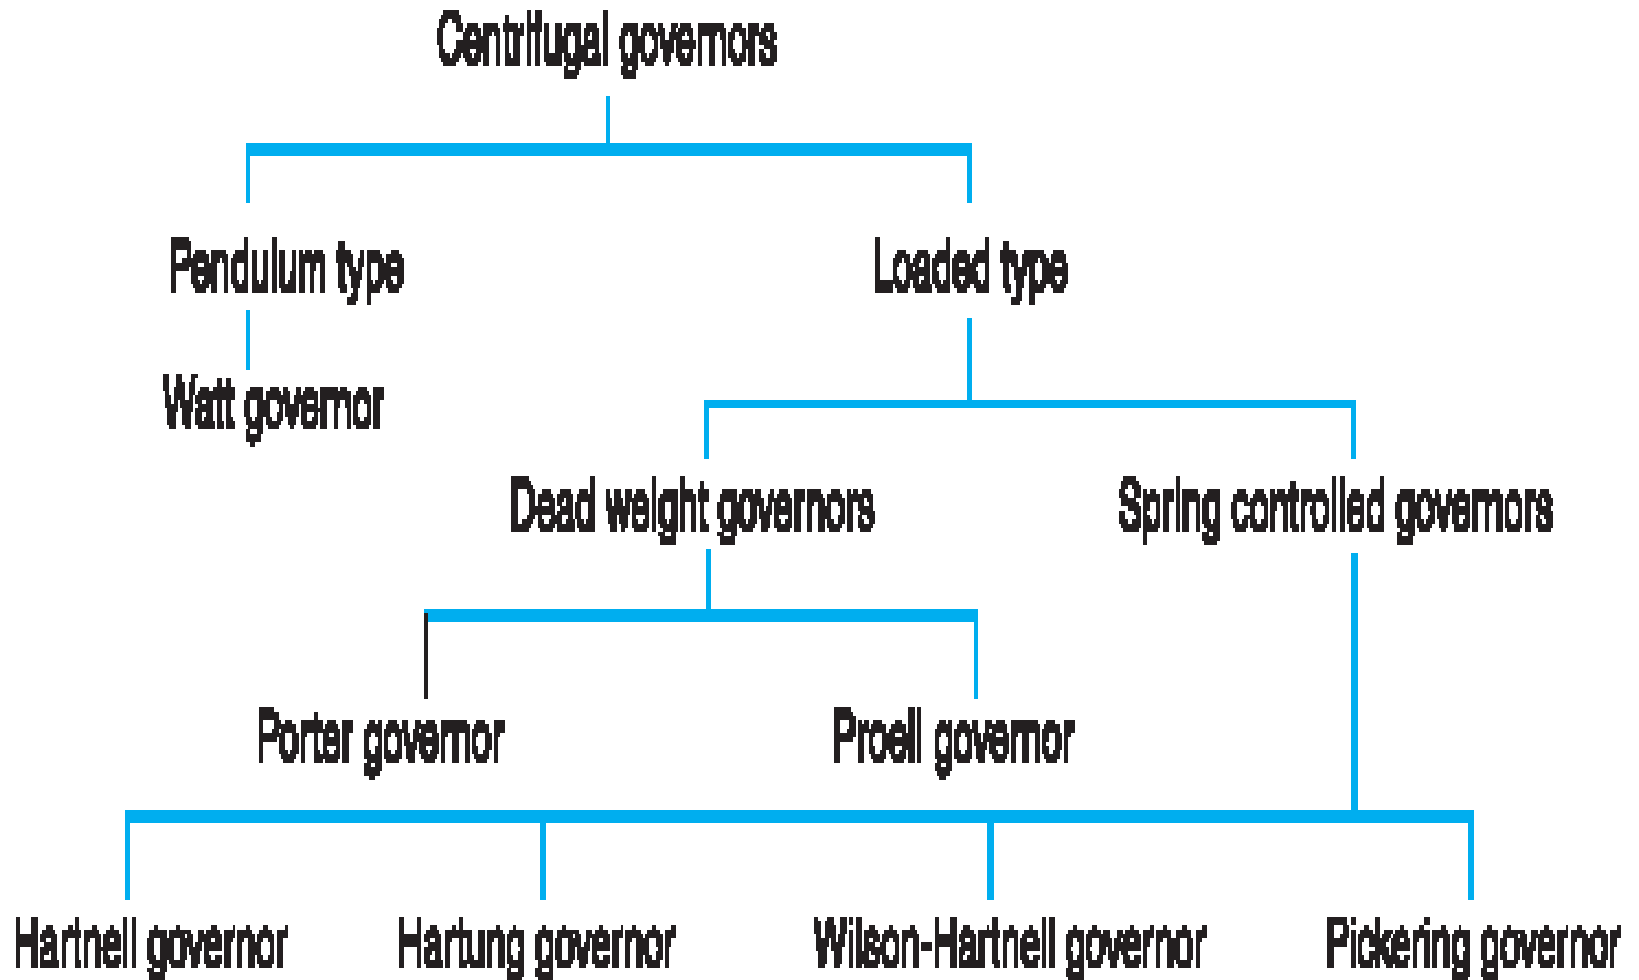 Centrifugal governors
Pendulum type
Loaded type
Watt governor
Dead weight governors
Spring controlled governors
Porter governor
Proell governor
Hartnell governor
Hartung governor
Wilson-Hartnell governor
Pickering governor